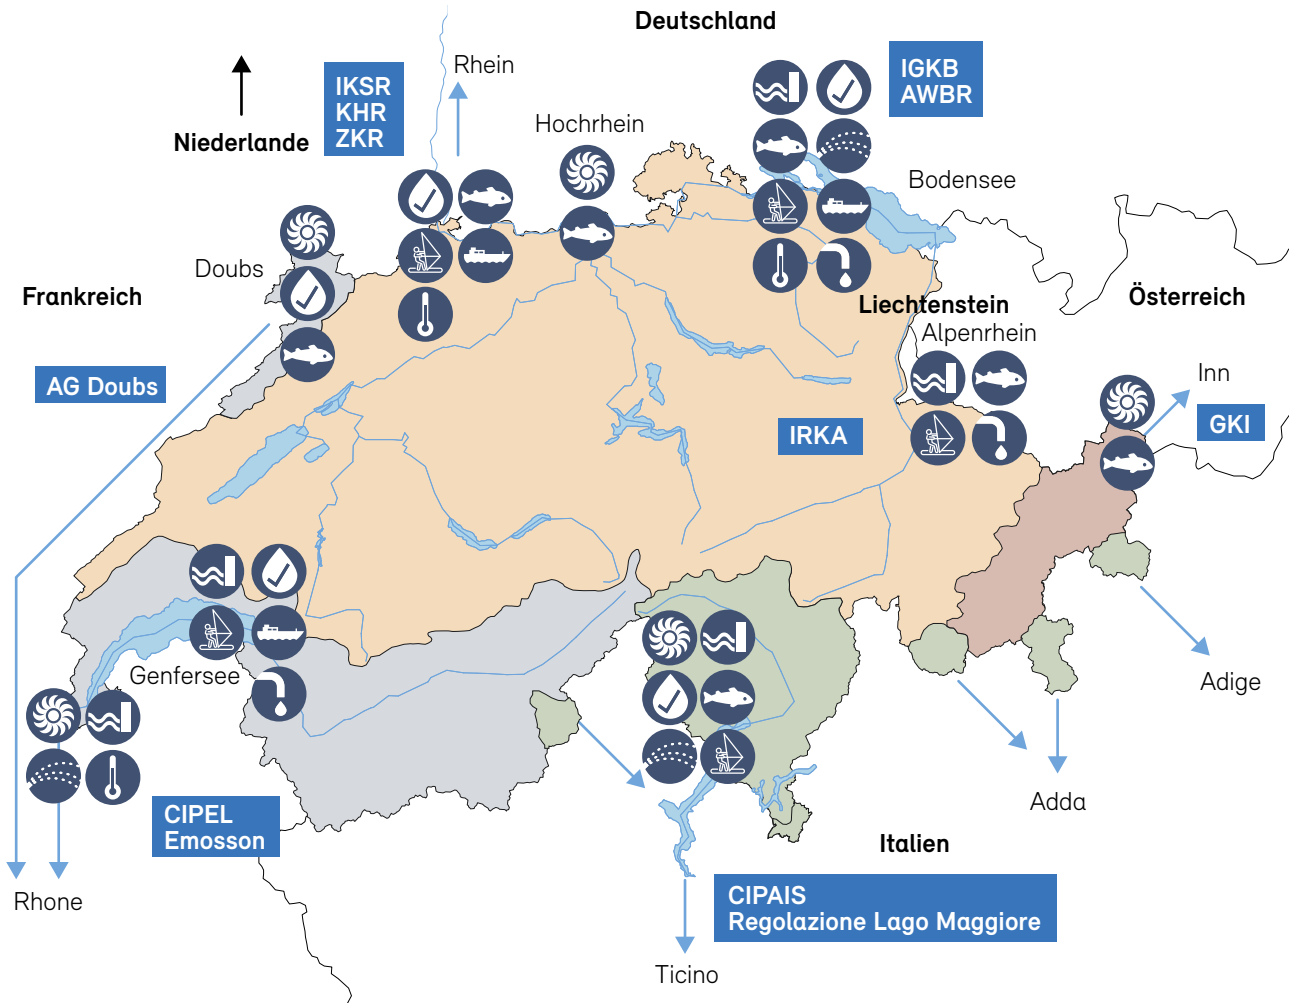 Deutschland
Rhein
IKSR
KHR
ZKR
IGKB
AWBR
Hochrhein
Niederlande
Bodensee
Doubs
Frankreich
Liechtenstein
Österreich
Alpenrhein
AG Doubs
Inn
GKI
IRKA
Genfersee
Adige
CIPEL
Emosson
Adda
Italien
Rhone
CIPAIS
Regolazione Lago Maggiore
Ticino